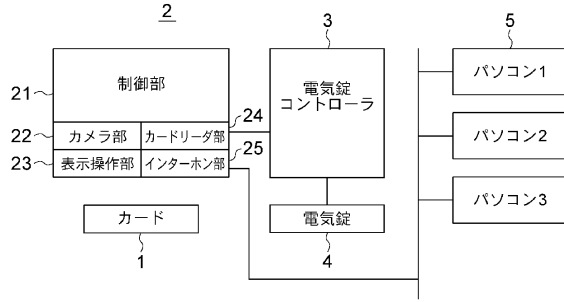 2
3
5
21
制御部
22
カメラ部
カードリーダ部
24
23
表示操作部
インターホン部
25
電気錠
コントローラ
パソコン1
パソコン2
パソコン3
カード
1
電気錠
4